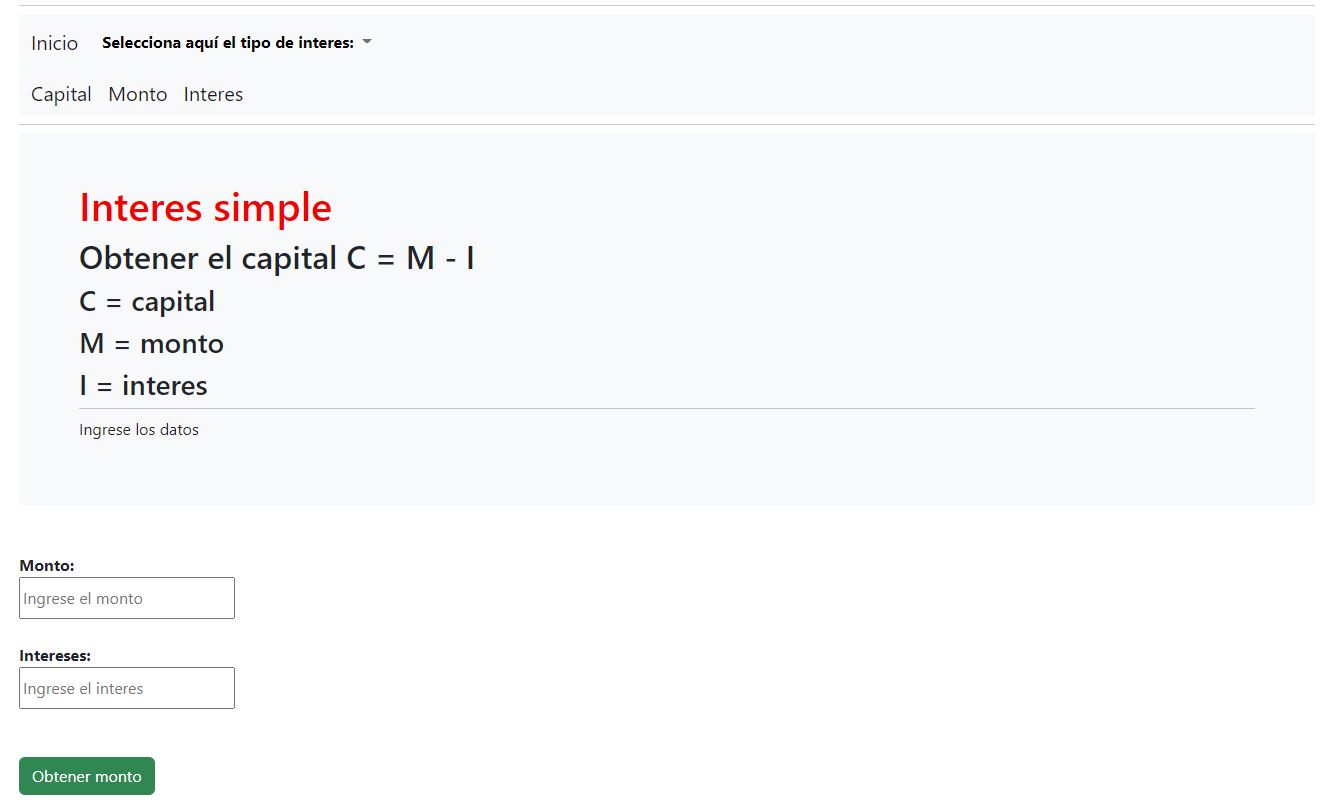 Inicio Selecciona aquí el tipo de interes:
Capital Monto Interes
Interes simple
Obtener el capital C = M - I
C = capital
M = monto
I = interes
Ingrese los datos
Monto:
Ingrese el monto
Intereses:
Ingrese el interes
Obtener monto